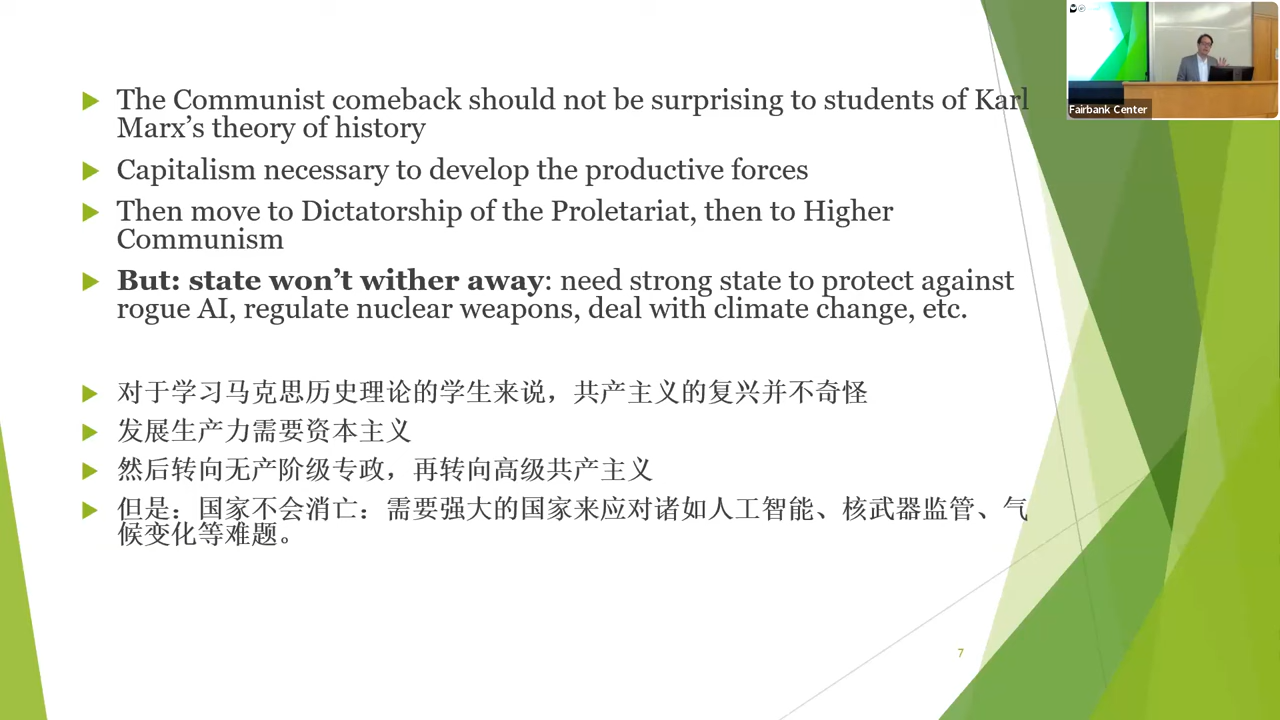 The Communist comeback should not be surprising to students of Karl
Marx’s theory of history
Capitalism necessary to develop the productive forces
Then move to Dictatorship of the Proletariat, then to Higher
Communism
But: state won’t wither away: need strong state to protect against
rogue AI, regulate nuclear weapons, deal with climate change, etc.
对于学习马克思历史理论的学生来说，共产主义的复兴并不奇怪
发展生产力需要资本主义
然后转向无产阶级专政，再转向高级共产主义
但是：国家不会消亡：需要强大的国家来应对诸如人工智能、核武器监管、气
候变化等难题。
7
Fairbank Center